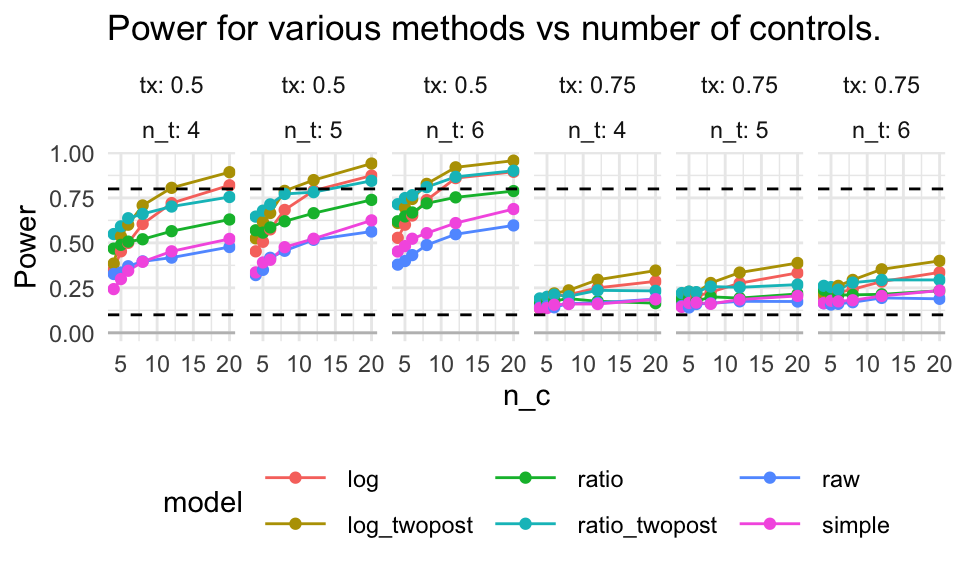 Power for various methods vs number of controls.
tx: 0.5 tx: 0.5 tx: 0.5 tx: 0.75 tx: 0.75 tx: 0.75
n_t: 4 n_t: 5 n_t: 6 n_t: 4 n_t: 5 n_t: 6
1.00
0.75
0.50
0.25
0.00
Power
5 10 15 20 5 10 15 20 5 10 15 20 5 10 15 20 5 10 15 20 5 10 15 20
n_c
model
log ratio raw
log_twopost ratio_twopost simple